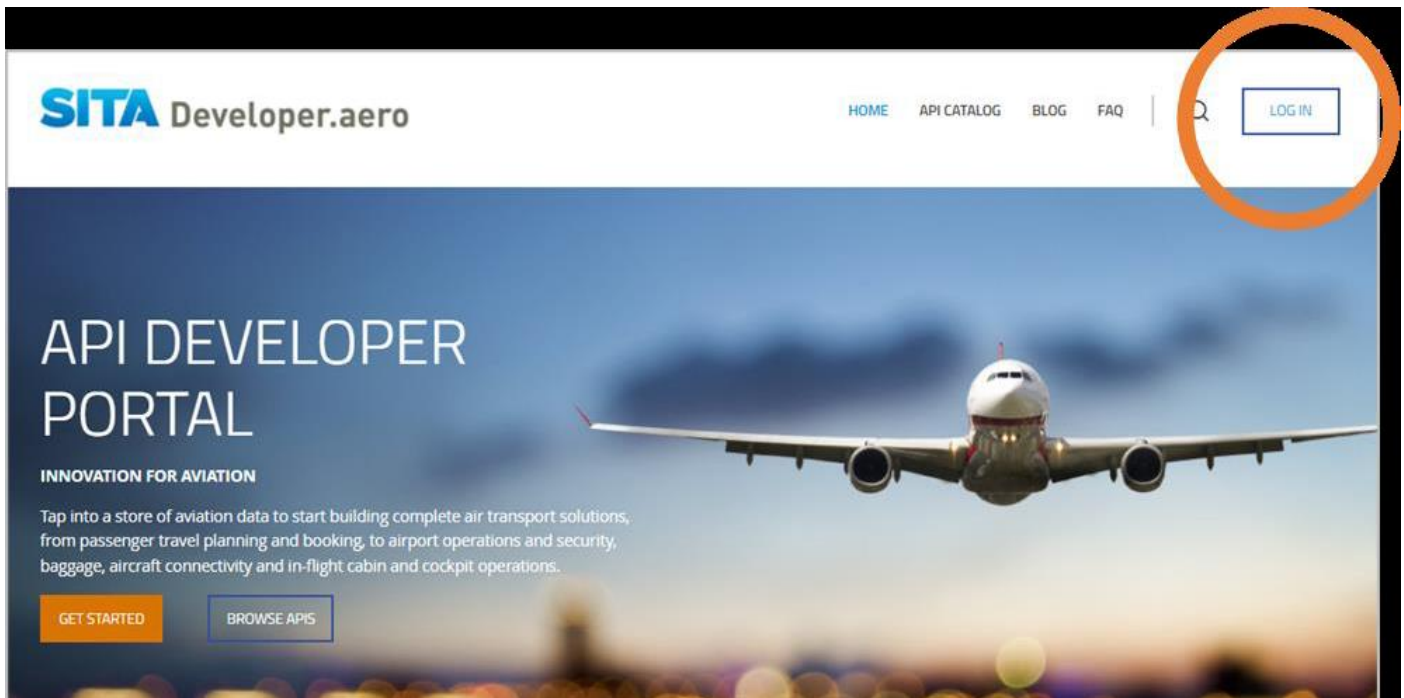 SITA Developer.aero
HOME API CATALOG BLOG FAQ LOG IN
API DEVELOPER
PORTAL
INNOVATION FOR AVIATION
Tap into a store of aviation data to start building complete air transport solutions,
from passenger travel planning and booking, to airport operations and security,
baggage, aircraft connectivity and in-flight cabin and cockpit operations.
GET STARTED BROWSE APIS